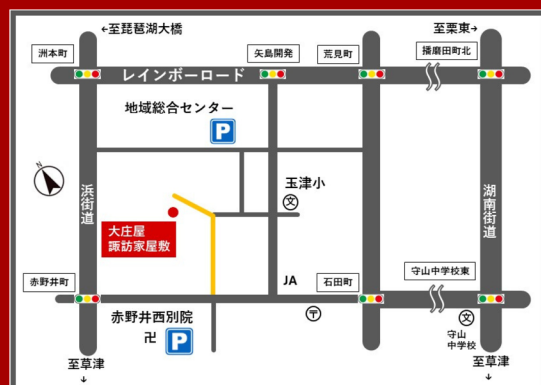 ←至琵琶湖大橋
至栗東→
洲本町
矢島開発
荒見町
播磨田町北
レインボーロード
地域総合センター
P
N
玉津小
文
浜街道
湖南街道
大庄屋
諏訪家屋敷
赤野井町
JA
石田町
守山中学校東
赤野井西別院
卍
P
〒
文
守山
中学校
至草津
↓
至草津
↓